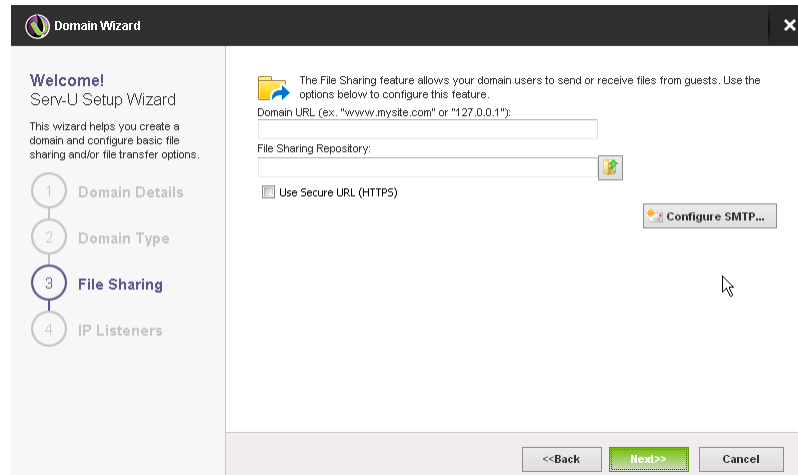 Domain Wizard
Welcome!
Serv-U Setup Wizard
This wizard helps you create a
domain and configure basic file
sharing and/or file transfer options.
1 Domain Details
2 Domain Type
3 File Sharing
4 IP Listeners
The File Sharing feature allows your domain users to send or receive files from guests. Use the
options below to configure this feature.
Domain URL (ex. "www.mysite.com" or "127.0.0.1"):
File Sharing Repository:
Use Secure URL (HTTPS)
Configure SMTP...
<<Back Next>> Cancel